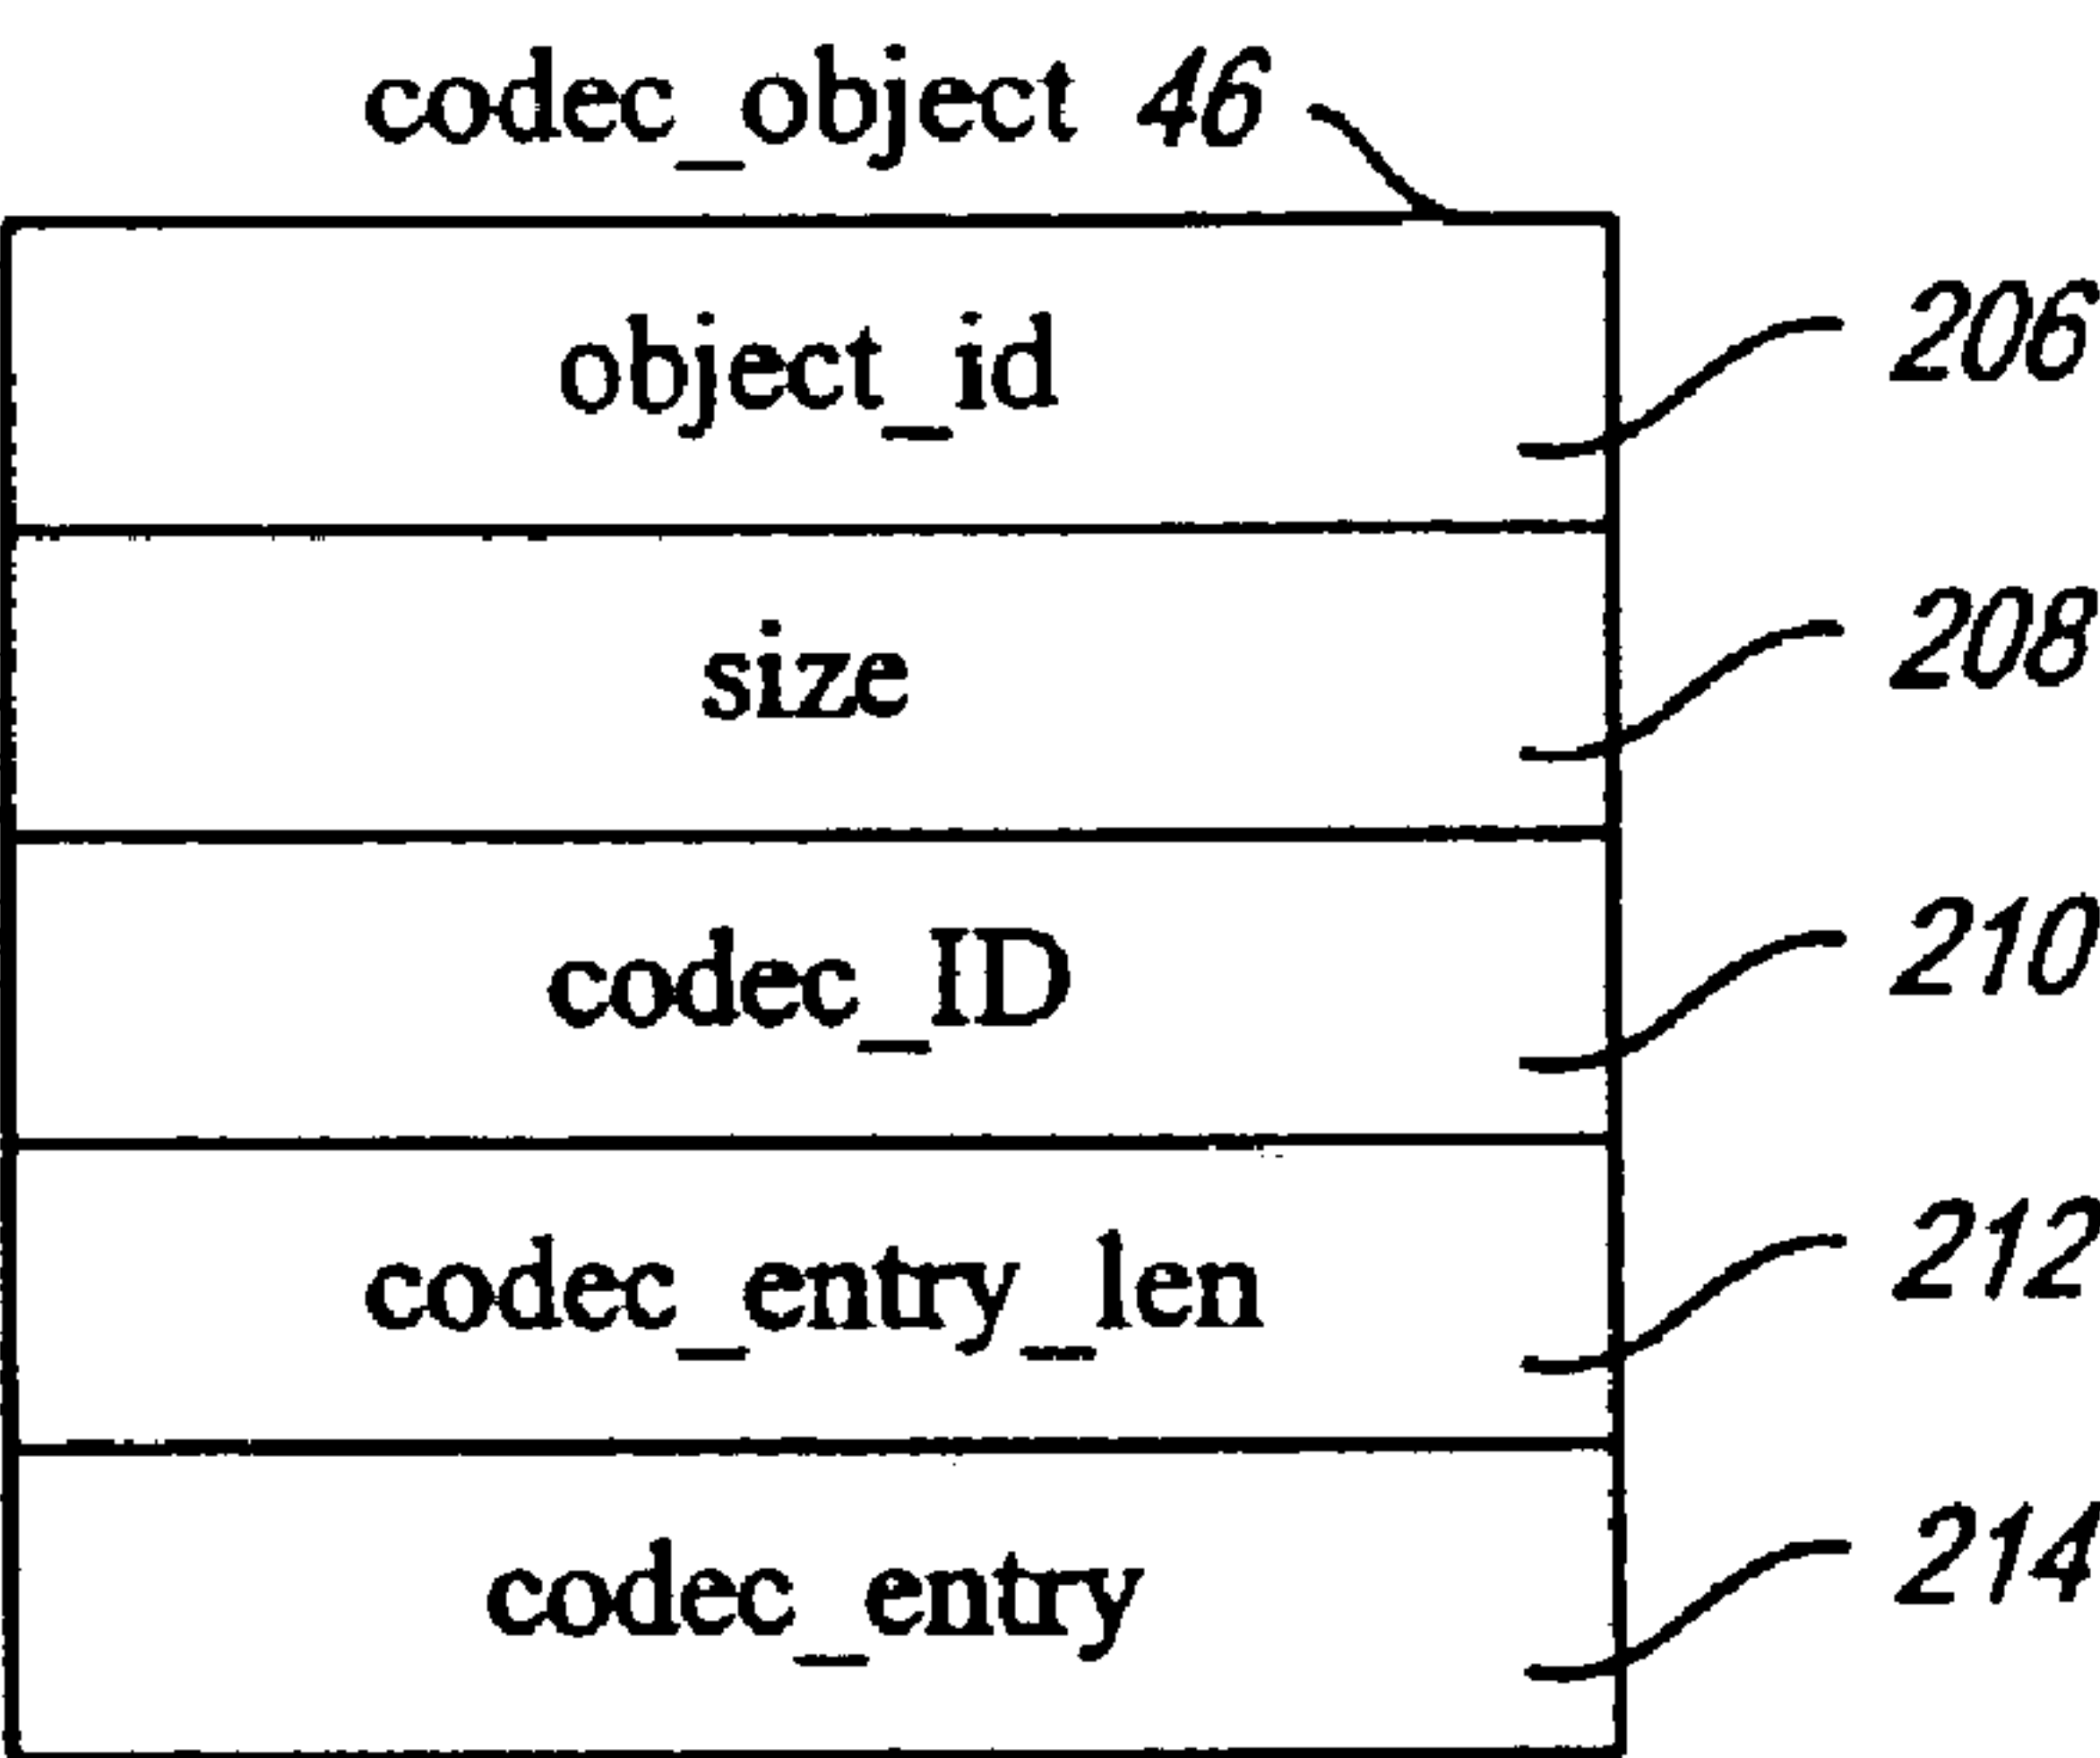 codec_object 46
object_id 206
size 208
codec_ID 210
codec_entry_len 212
codec_entry 214